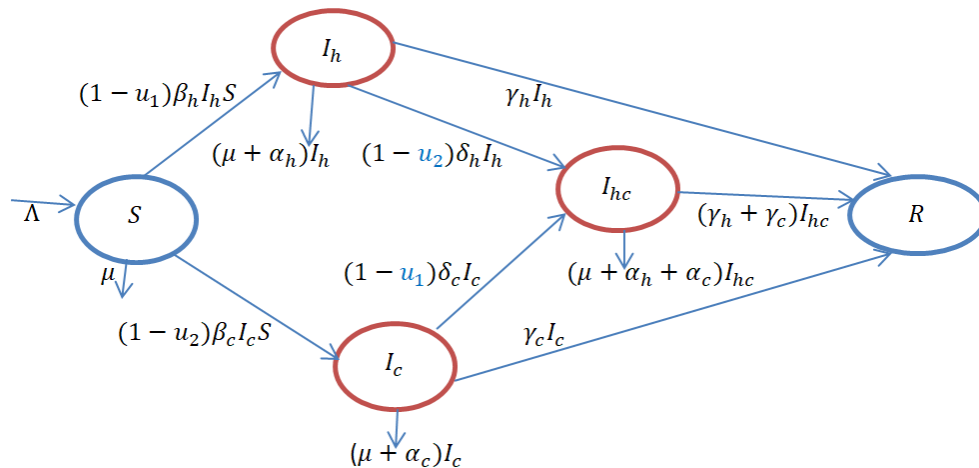 I_h
(1 − u_1)β_h I_h S
γ_h I_h
(μ + α_h)I_h
(1 − u_2)δ_h I_h
I_hc
Λ
S
(γ_h + γ_c)I_hc
R
μ
(1 − u_1)δ_c I_c
(μ + α_h + α_c)I_hc
(1 − u_2)β_c I_c S
γ_c I_c
I_c
(μ + α_c)I_c